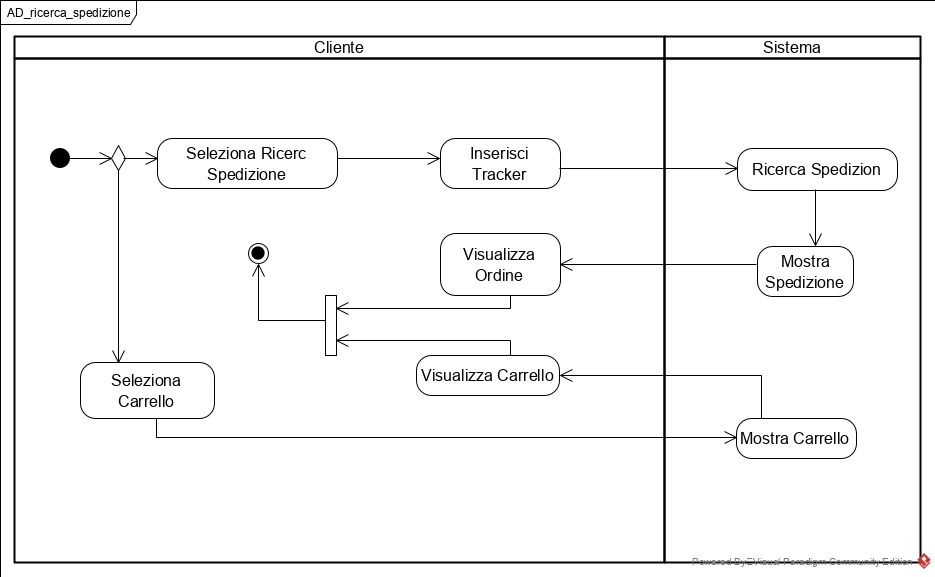 AD_ricerca_spedizione
Cliente
Sistema
Seleziona Ricerc
Spedizione
Inserisci
Tracker
Ricerca Spedizion
Visualizza
Ordine
Mostra
Spedizione
Seleziona
Carrello
Visualizza Carrello
Mostra Carrello
Powered By Visual Paradigm Community Edition